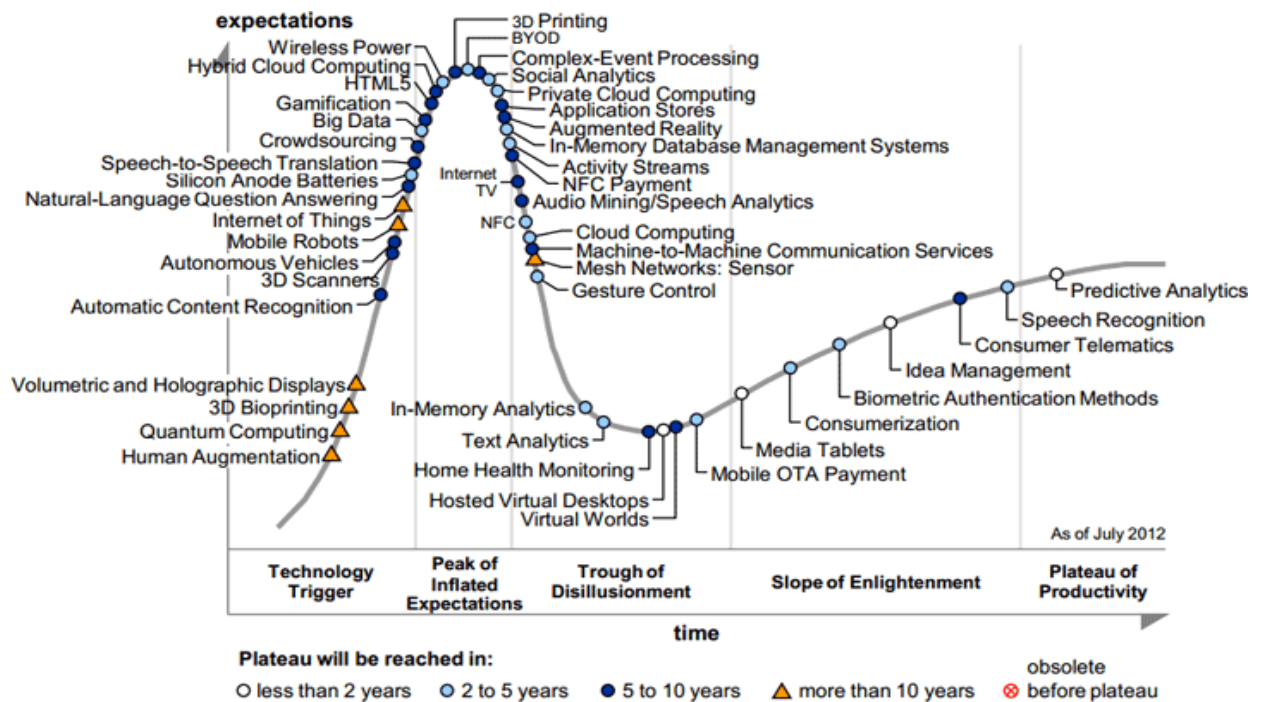 expectations
3D Printing
BYOD
Wireless Power
Complex-Event Processing
Hybrid Cloud Computing
Social Analytics
HTML5
Private Cloud Computing
Gamification
Application Stores
Big Data
Augmented Reality
Crowdsourcing
In-Memory Database Management Systems
Speech-to-Speech Translation
Activity Streams
Silicon Anode Batteries
Internet
TV
NFC Payment
Natural-Language Question Answering
Audio Mining/Speech Analytics
Internet of Things
NFC
Cloud Computing
Mobile Robots
Machine-to-Machine Communication Services
Autonomous Vehicles
Mesh Networks: Sensor
3D Scanners
Gesture Control
Automatic Content Recognition
Predictive Analytics
Speech Recognition
Consumer Telematics
Idea Management
Volumetric and Holographic Displays
Biometric Authentication Methods
3D Bioprinting
In-Memory Analytics
Consumerization
Quantum Computing
Text Analytics
Media Tablets
Human Augmentation
Home Health Monitoring
Mobile OTA Payment
Hosted Virtual Desktops
Virtual Worlds
As of July 2012
Technology
Trigger
Peak of
Inflated
Expectations
Trough of
Disillusionment
Slope of Enlightenment
Plateau of
Productivity
time
Plateau will be reached in:
less than 2 years
2 to 5 years
5 to 10 years
more than 10 years
obsolete
before plateau